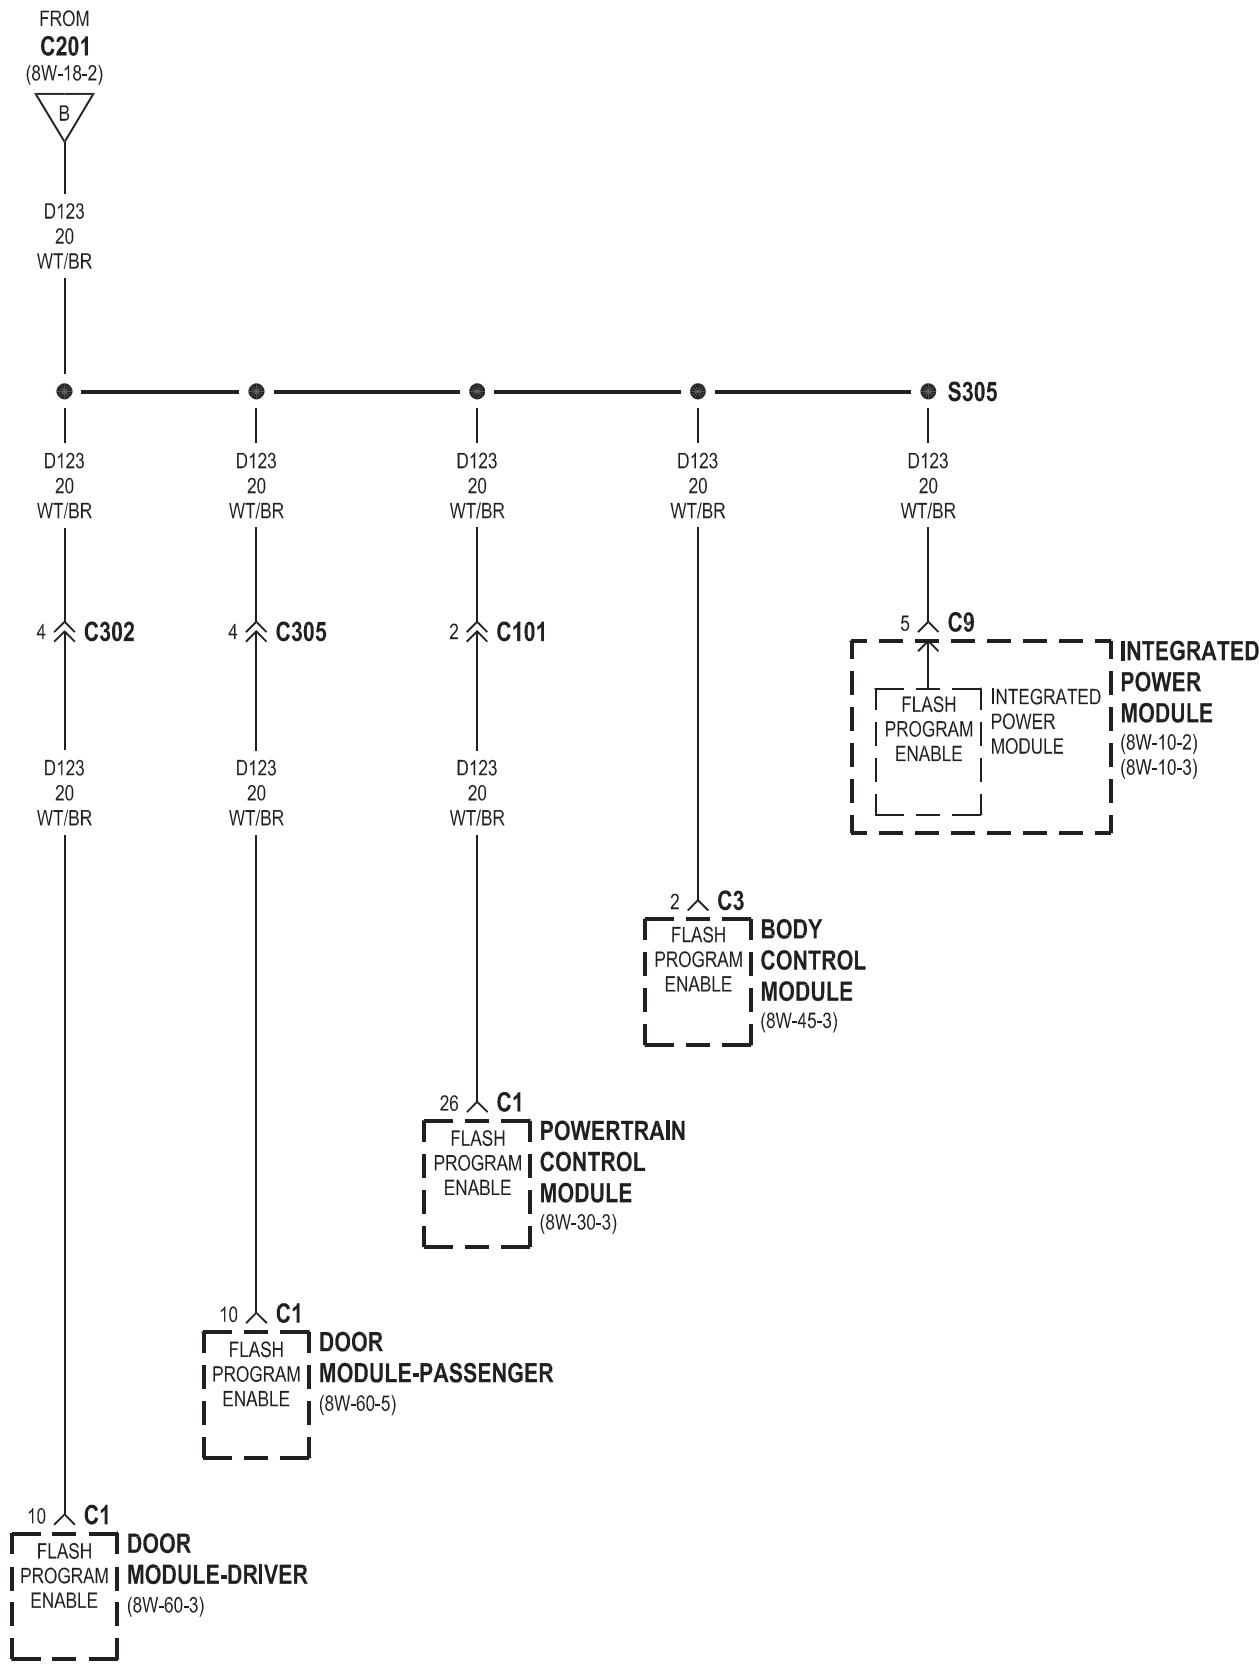 FROM
C201
(8W-18-2)
B
D123
20
WT/BR
S305
D123
20
WT/BR
D123
20
WT/BR
D123
20
WT/BR
D123
20
WT/BR
D123
20
WT/BR
4 C302
4 C305
2 C101
5 C9
INTEGRATED
POWER
MODULE
(8W-10-2)
(8W-10-3)
FLASH
PROGRAM
ENABLE
INTEGRATED
POWER
MODULE
D123
20
WT/BR
D123
20
WT/BR
D123
20
WT/BR
2 C3
FLASH
PROGRAM
ENABLE
BODY
CONTROL
MODULE
(8W-45-3)
26 C1
FLASH
PROGRAM
ENABLE
POWERTRAIN
CONTROL
MODULE
(8W-30-3)
10 C1
FLASH
PROGRAM
ENABLE
DOOR
MODULE-PASSENGER
(8W-60-5)
10 C1
FLASH
PROGRAM
ENABLE
DOOR
MODULE-DRIVER
(8W-60-3)